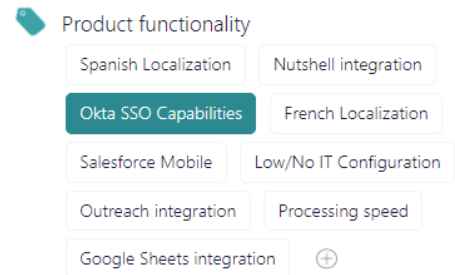 Product functionality
Spanish Localization
Nutshell integration
Okta SSO Capabilities
French Localization
Salesforce Mobile
Low/No IT Configuration
Outreach integration
Processing speed
Google Sheets integration